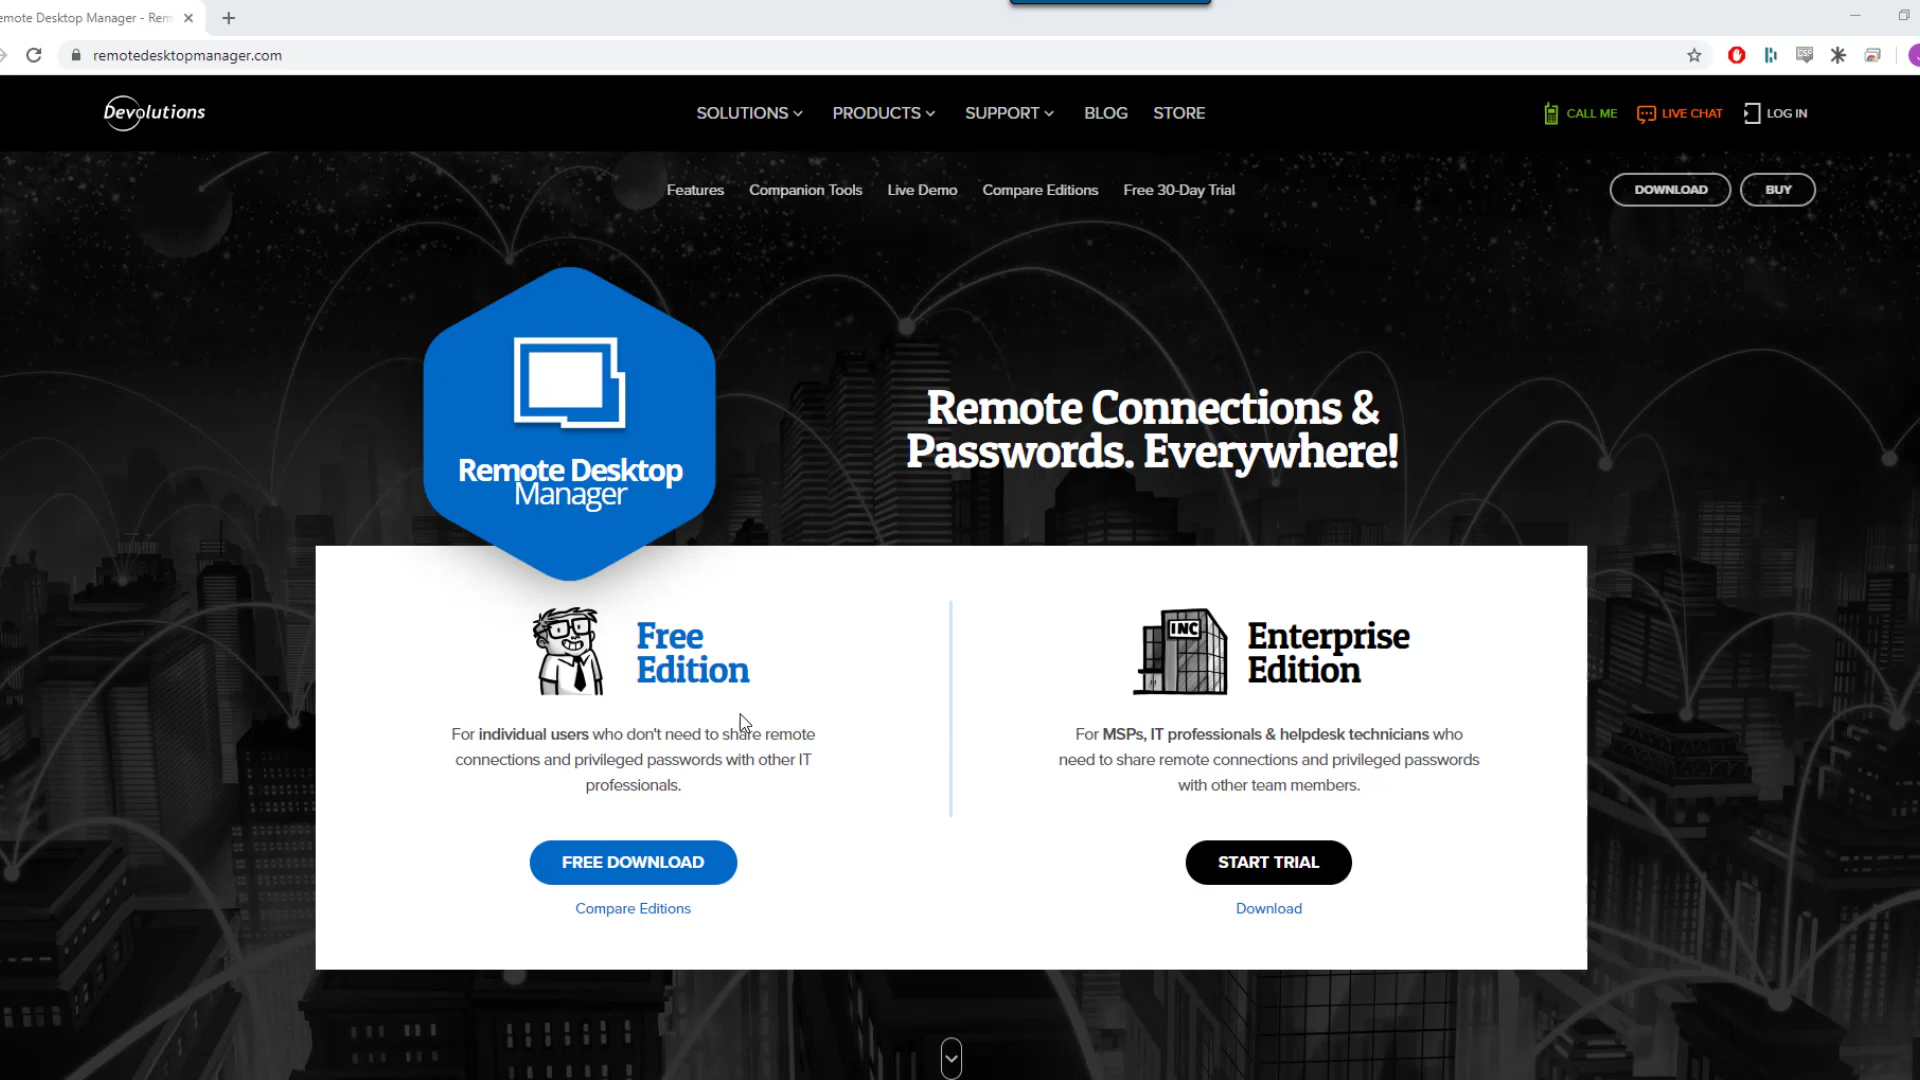 emote Desktop Manager - Rem
remotedesktopmanager.com
Devolutions
SOLUTIONS PRODUCTS SUPPORT BLOG STORE
CALL ME LIVE CHAT LOG IN
Features Companion Tools Live Demo Compare Editions Free 30-Day Trial
DOWNLOAD BUY
Remote Connections &
Passwords. Everywhere!
Remote Desktop
Manager
Free
Edition
For individual users who don't need to share remote
connections and privileged passwords with other IT
professionals.
FREE DOWNLOAD
Compare Editions
INC
Enterprise
Edition
For MSPs, IT professionals & helpdesk technicians who
need to share remote connections and privileged passwords
with other team members.
START TRIAL
Download